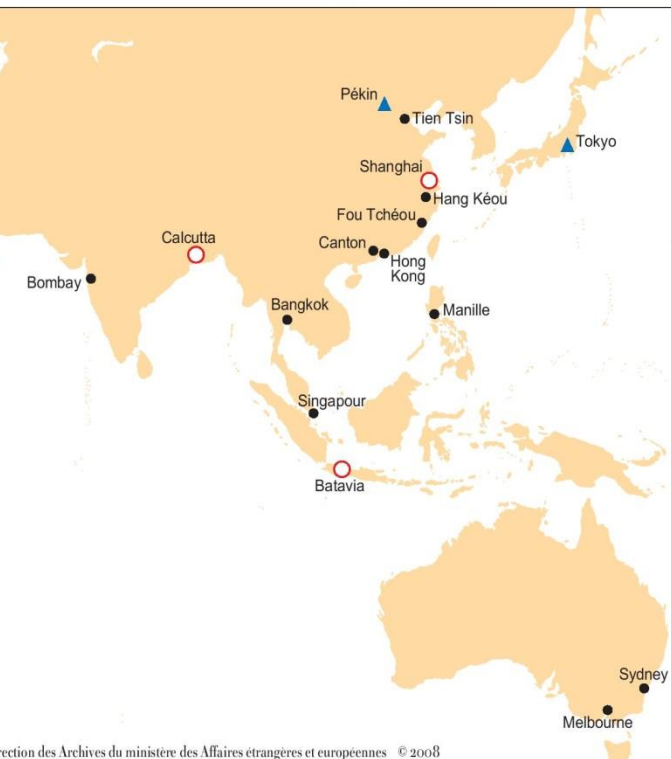 Pékin
Tien Tsin
Tokyo
Shanghai
Hang Kéou
Fou Tchéou
Calcutta
Canton
Hong
Kong
Bombay
Bangkok
Manille
Singapour
Batavia
Sydney
Melbourne
rection des Archives du ministère des Affaires étrangères et européennes © 2008